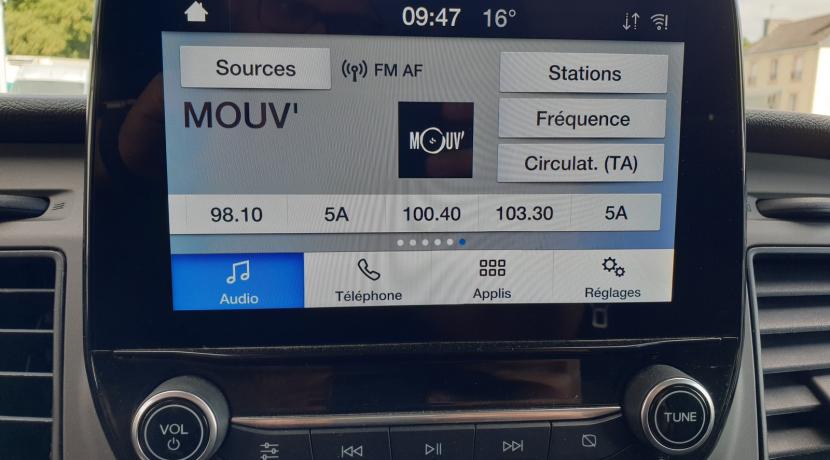 09:47 16°
Sources FM AF Stations
MOUV' MOUV' Fréquence
Circulat. (TA)
98.10 5A 100.40 103.30 5A
Audio Téléphone Applis Réglages
VOL TUNE